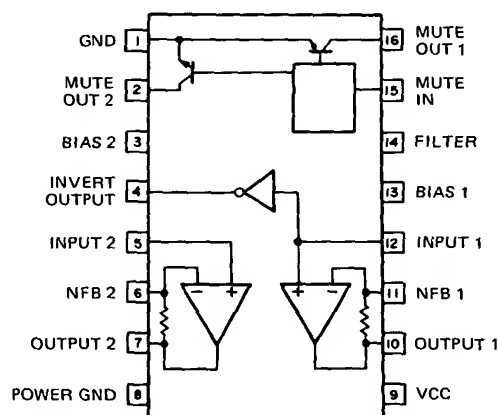 GND 1
MUTE OUT 2 2
BIAS 2 3
INVERT OUTPUT 4
INPUT 2 5
NFB 2 6
OUTPUT 2 7
POWER GND 8
16 MUTE OUT 1
15 MUTE IN
14 FILTER
13 BIAS 1
12 INPUT 1
11 NFB 1
10 OUTPUT 1
9 VCC
- +
+ -